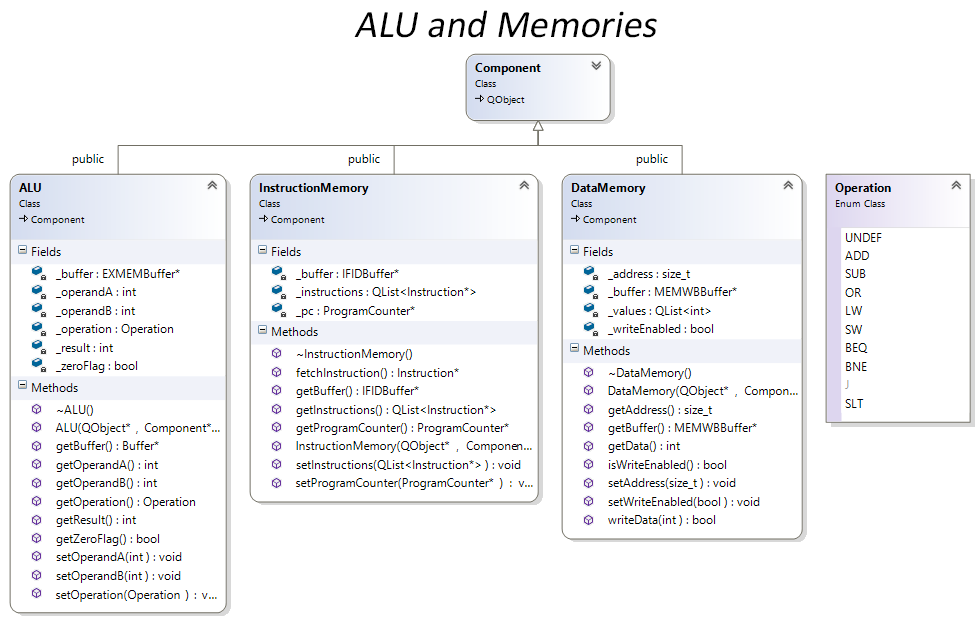 ALU and Memories
Component
Class
QObject
public
public
public
ALU
Class
Component
Fields
_buffer : EXMEMBuffer*
_operandA : int
_operandB : int
_operation : Operation
_result : int
_zeroFlag : bool
Methods
~ALU()
ALU(QObject* , Component*...
getBuffer() : Buffer*
getOperandA() : int
getOperandB() : int
getOperation() : Operation
getResult() : int
getZeroFlag() : bool
setOperandA(int ) : void
setOperandB(int ) : void
setOperation(Operation ) : v...
InstructionMemory
Class
Component
Fields
_buffer : IFIDBuffer*
_instructions : QList<Instruction*>
_pc : ProgramCounter*
Methods
~InstructionMemory()
fetchInstruction() : Instruction*
getBuffer() : IFIDBuffer*
getInstructions() : QList<Instruction*>
getProgramCounter() : ProgramCounter*
InstructionMemory(QObject* , Componen...
setInstructions(QList<Instruction*> ) : void
setProgramCounter(ProgramCounter* ) : v...
DataMemory
Class
Component
Fields
_address : size_t
_buffer : MEMWBBuffer*
_values : QList<int>
_writeEnabled : bool
Methods
~DataMemory()
DataMemory(QObject* , Compon...
getAddress() : size_t
getBuffer() : MEMWBBuffer*
getData() : int
isWriteEnabled() : bool
setAddress(size_t ) : void
setWriteEnabled(bool ) : void
writeData(int ) : bool
Operation
Enum Class
UNDEF
ADD
SUB
OR
LW
SW
BEQ
BNE
J
SLT